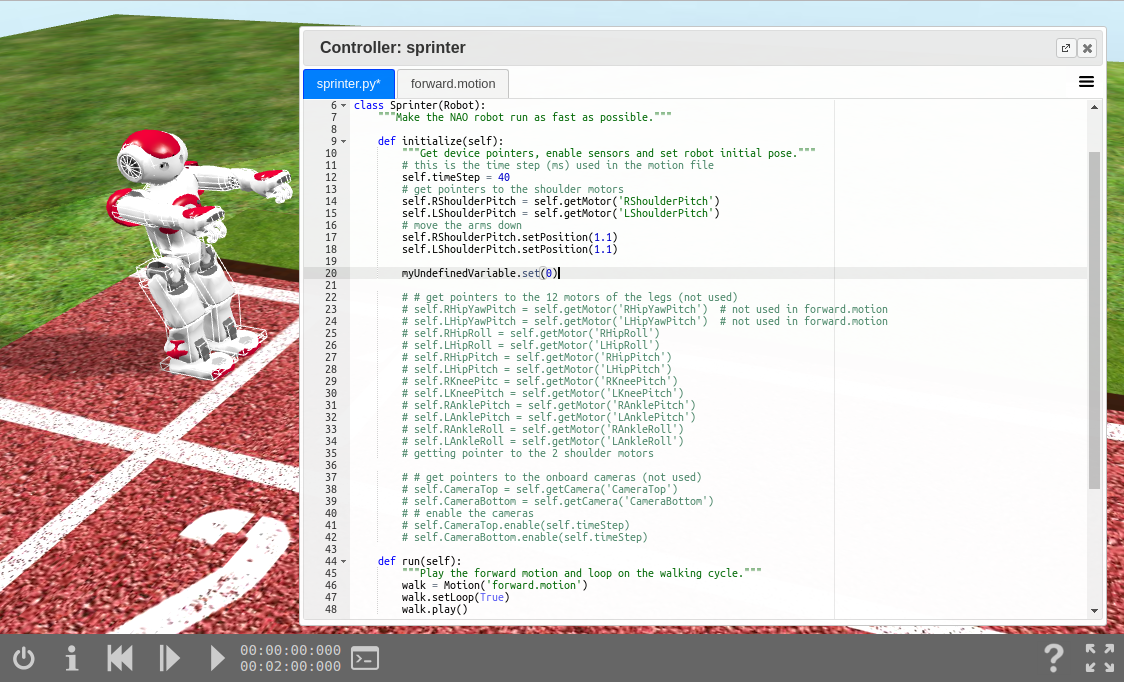 Controller: sprinter
sprinter.py*
forward.motion
6 class Sprinter(Robot):
7     """Make the NAO robot run as fast as possible."""
8
9     def initialize(self):
10         """Get device pointers, enable sensors and set robot initial pose."""
11         # this is the time step (ms) used in the motion file
12         self.timeStep = 40
13         # get pointers to the shoulder motors
14         self.RShoulderPitch = self.getMotor('RShoulderPitch')
15         self.LShoulderPitch = self.getMotor('LShoulderPitch')
16         # move the arms down
17         self.RShoulderPitch.setPosition(1.1)
18         self.LShoulderPitch.setPosition(1.1)
19
20         myUndefinedVariable.set(0)
21
22         # # get pointers to the 12 motors of the legs (not used)
23         # self.RHipYawPitch = self.getMotor('RHipYawPitch')  # not used in forward.motion
24         # self.LHipYawPitch = self.getMotor('LHipYawPitch')  # not used in forward.motion
25         # self.RHipRoll = self.getMotor('RHipRoll')
26         # self.LHipRoll = self.getMotor('LHipRoll')
27         # self.RHipPitch = self.getMotor('RHipPitch')
28         # self.LHipPitch = self.getMotor('LHipPitch')
29         # self.RKneePitc = self.getMotor('RKneePitch')
30         # self.LKneePitch = self.getMotor('LKneePitch')
31         # self.RAnklePitch = self.getMotor('RAnklePitch')
32         # self.LAnklePitch = self.getMotor('LAnklePitch')
33         # self.RAnkleRoll = self.getMotor('RAnkleRoll')
34         # self.LAnkleRoll = self.getMotor('LAnkleRoll')
35         # getting pointer to the 2 shoulder motors
36
37         # # get pointers to the onboard cameras (not used)
38         # self.CameraTop = self.getCamera('CameraTop')
39         # self.CameraBottom = self.getCamera('CameraBottom')
40         # # enable the cameras
41         # self.CameraTop.enable(self.timeStep)
42         # self.CameraBottom.enable(self.timeStep)
43
44     def run(self):
45         """Play the forward motion and loop on the walking cycle."""
46         walk = Motion('forward.motion')
47         walk.setLoop(True)
48         walk.play()
2
00:00:00:000
00:02:00:000
?